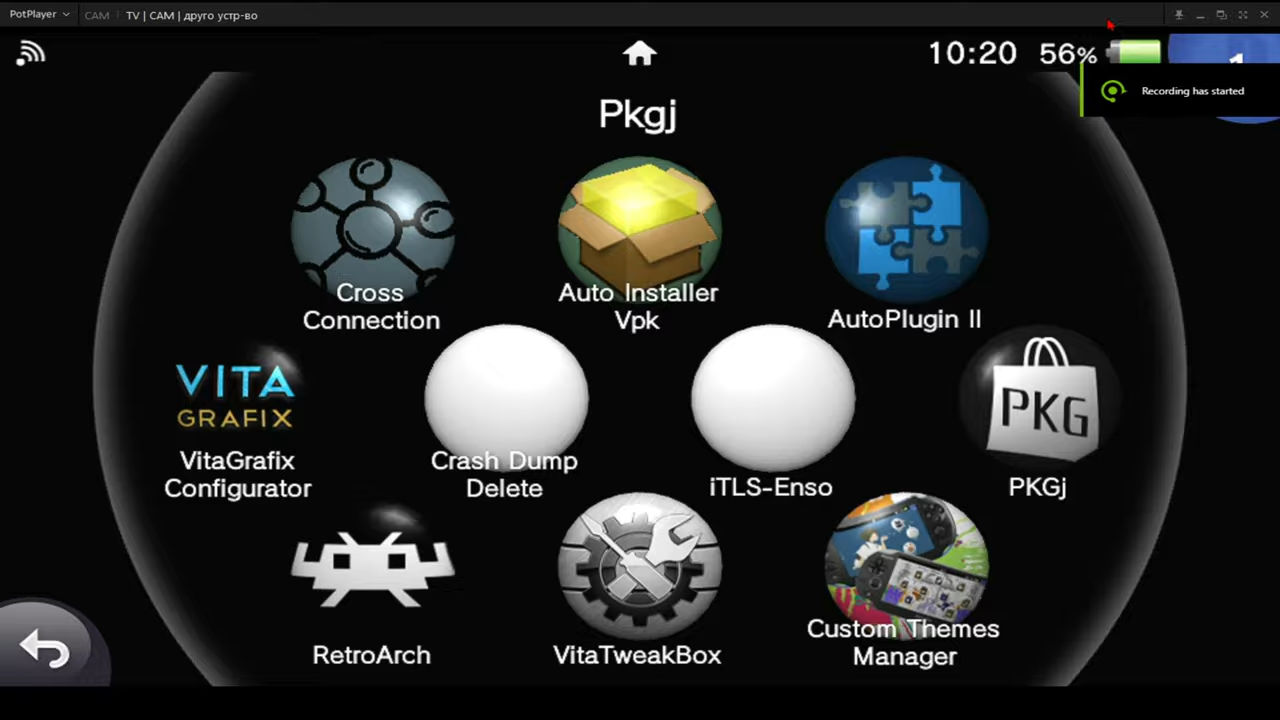 PotPlayer
CAM
TV | CAM | друго устр-во
10:20
56%
1
Recording has started
Pkgj
Cross
Connection
Auto Installer
Vpk
AutoPlugin II
VITA
GRAFIX
VitaGrafix
Configurator
Crash Dump
Delete
iTLS-Enso
PKG
PKGj
RetroArch
VitaTweakBox
Custom Themes
Manager